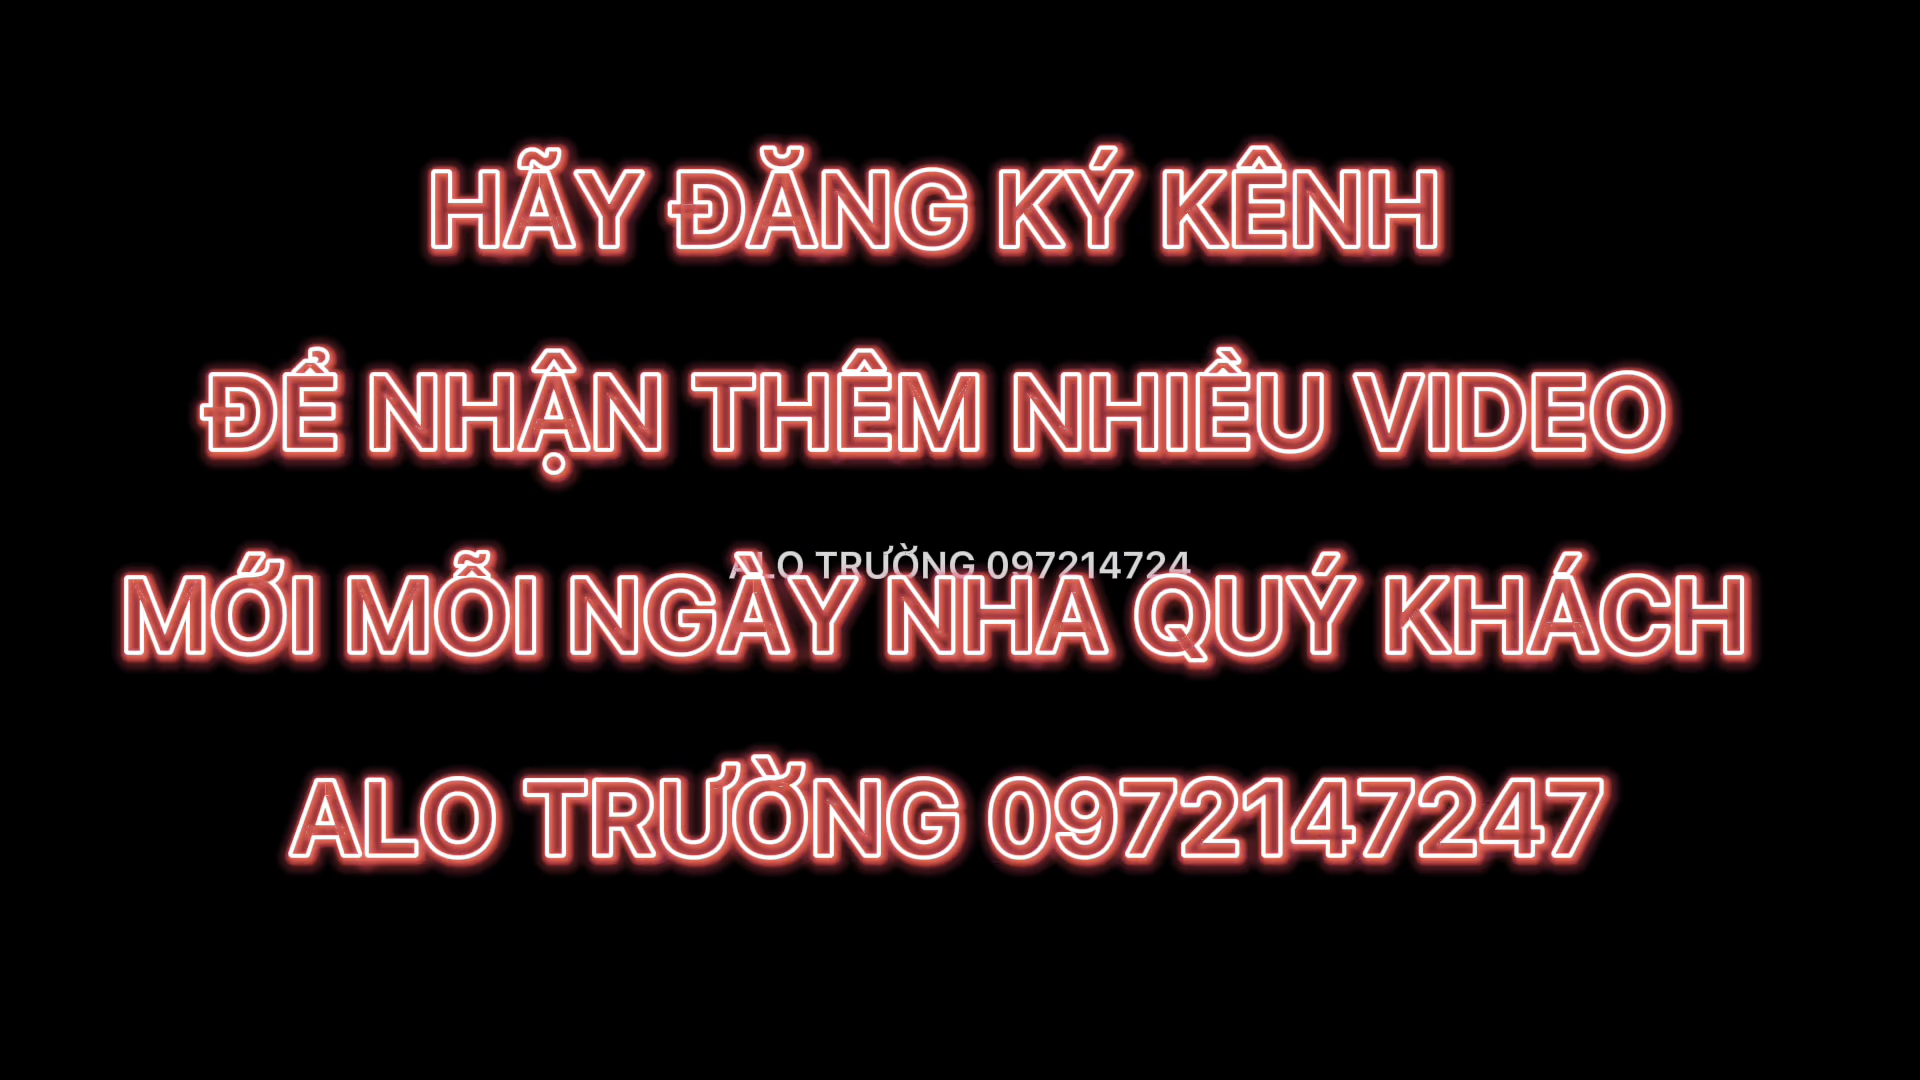 HÃY ĐĂNG KÝ KÊNH
ĐỂ NHẬN THÊM NHIỀU VIDEO
ALO TRƯỜNG 097214724
MỚI MỖI NGÀY NHA QUÝ KHÁCH
ALO TRƯỜNG 0972147247